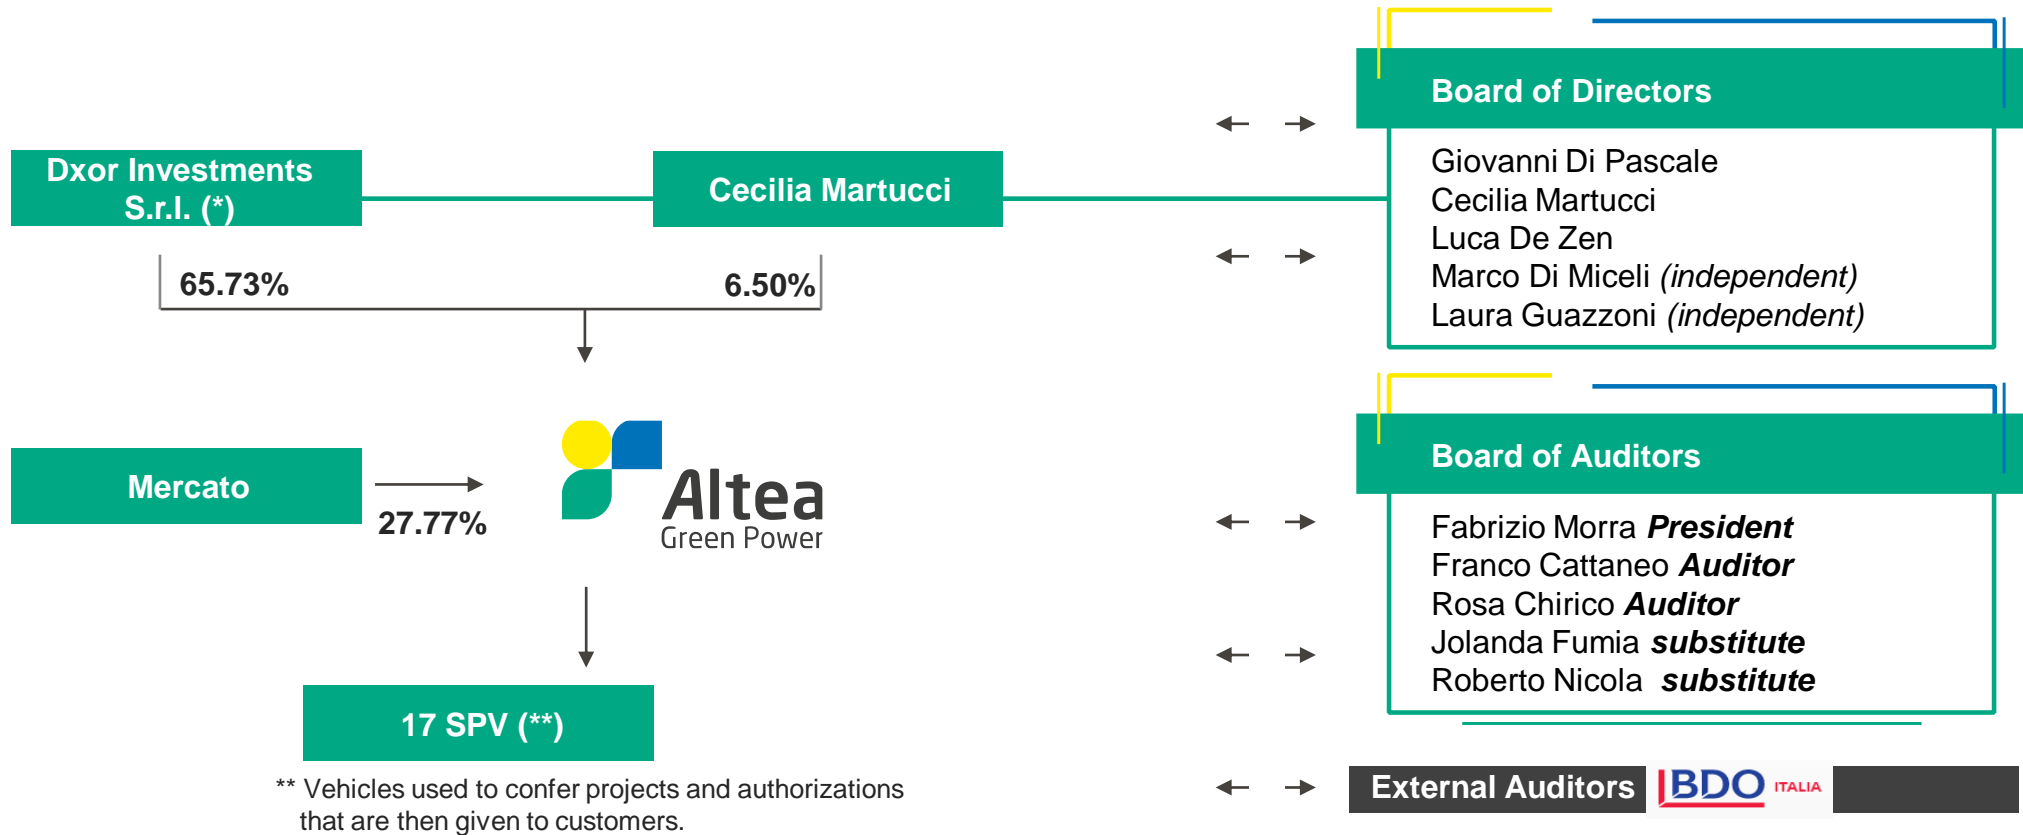 Dxor Investments
S.r.l. (*)
Cecilia Martucci
65.73%
6.50%
Mercato
27.77%
Altea
Green Power
17 SPV (**)
** Vehicles used to confer projects and authorizations
that are then given to customers.
Board of Directors
Giovanni Di Pascale
Cecilia Martucci
Luca De Zen
Marco Di Miceli (independent)
Laura Guazzoni (independent)
Board of Auditors
Fabrizio Morra President
Franco Cattaneo Auditor
Rosa Chirico Auditor
Jolanda Fumia substitute
Roberto Nicola substitute
External Auditors BDO ITALIA